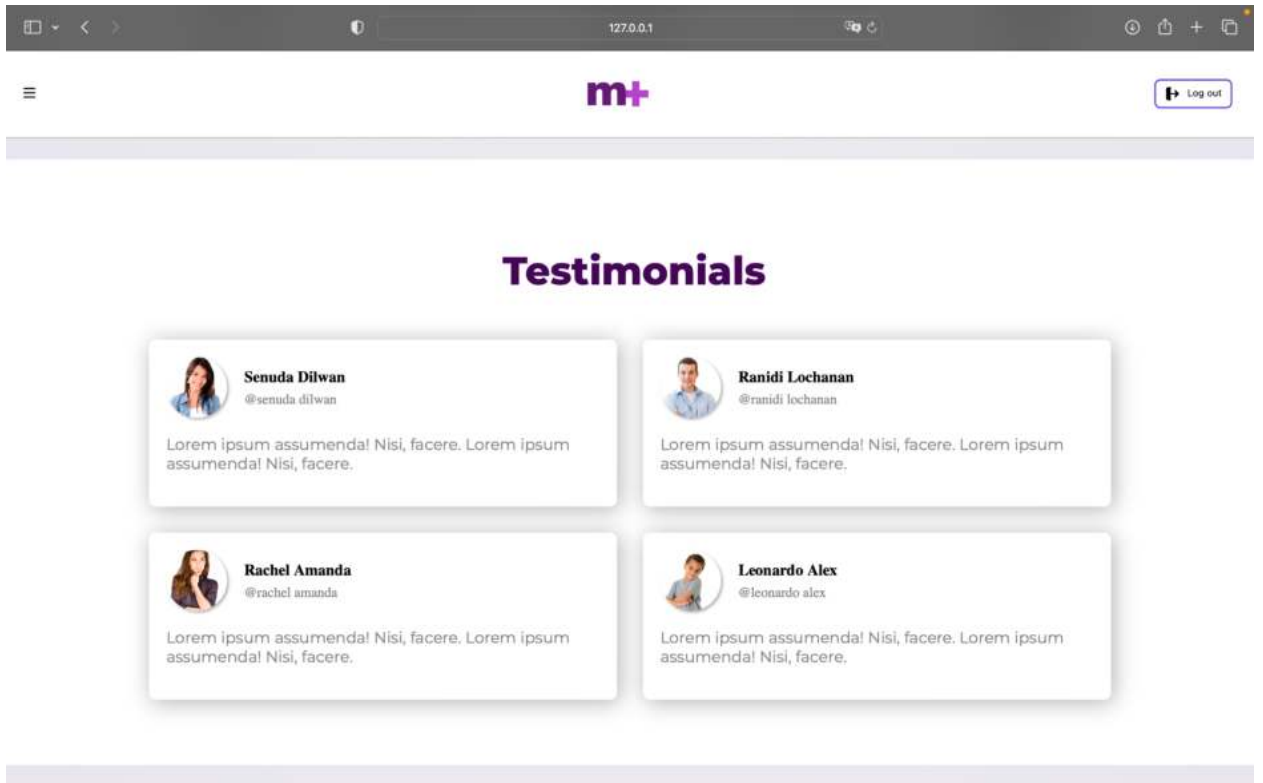 127.0.0.1
m+
Log out
Testimonials
Senuda Dilwan
@senuda dilwan
Lorem ipsum assumenda! Nisi, facere. Lorem ipsum
assumenda! Nisi, facere.
Ranidi Lochanan
@ranidi lochanan
Lorem ipsum assumenda! Nisi, facere. Lorem ipsum
assumenda! Nisi, facere.
Rachel Amanda
@rachel amanda
Lorem ipsum assumenda! Nisi, facere. Lorem ipsum
assumenda! Nisi, facere.
Leonardo Alex
@leonardo alex
Lorem ipsum assumenda! Nisi, facere. Lorem ipsum
assumenda! Nisi, facere.